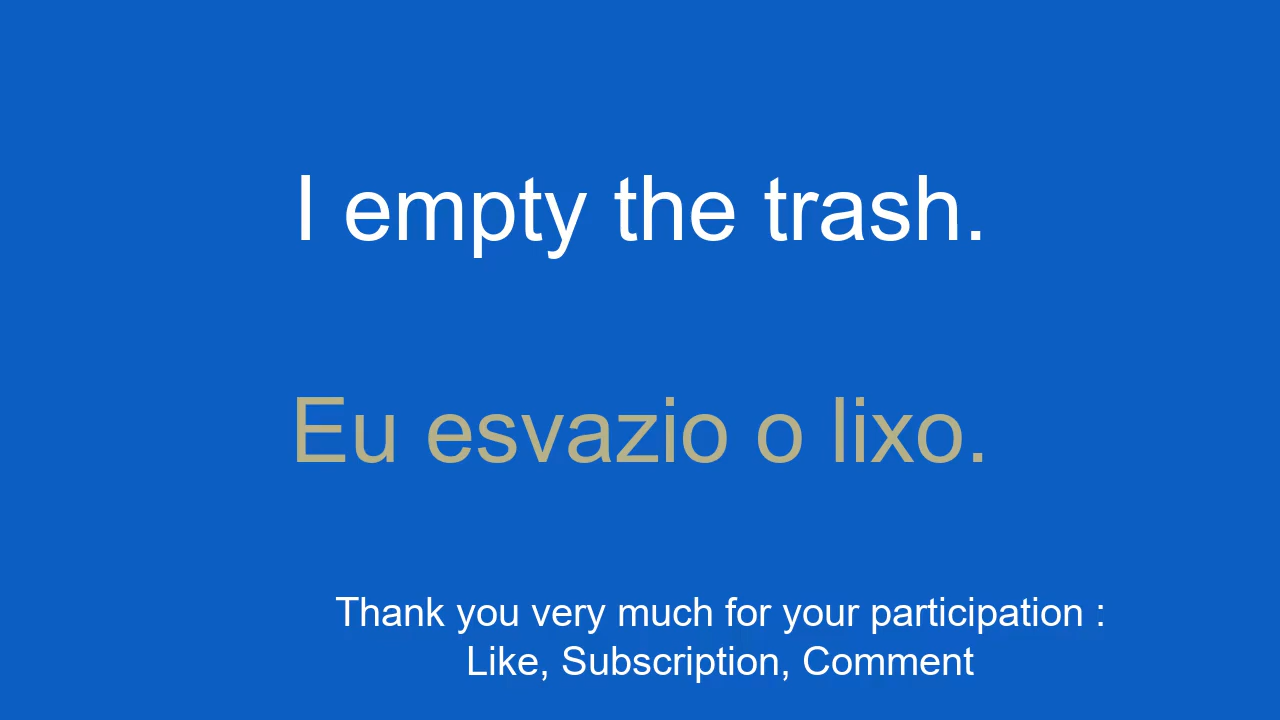 I empty the trash.
Eu esvazio o lixo.
Thank you very much for your participation :
Like, Subscription, Comment